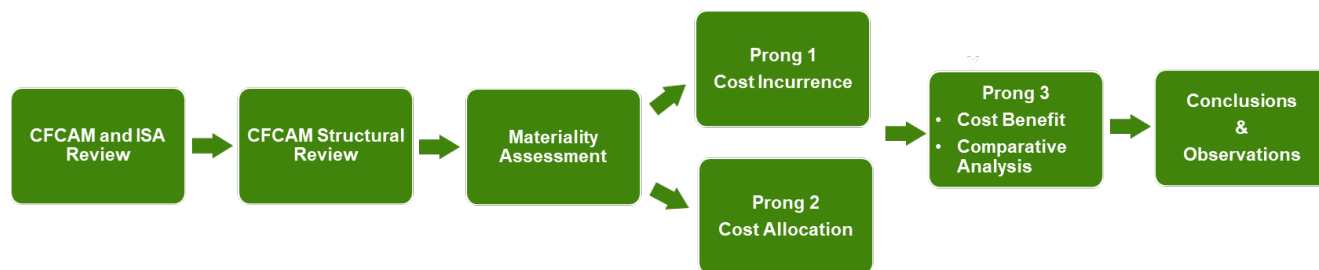 CFCAM and ISA
Review
CFCAM Structural
Review
Materiality
Assessment
Prong 1
Cost Incurrence
Prong 2
Cost Allocation
Prong 3
• Cost Benefit
• Comparative
Analysis
Conclusions
&
Observations